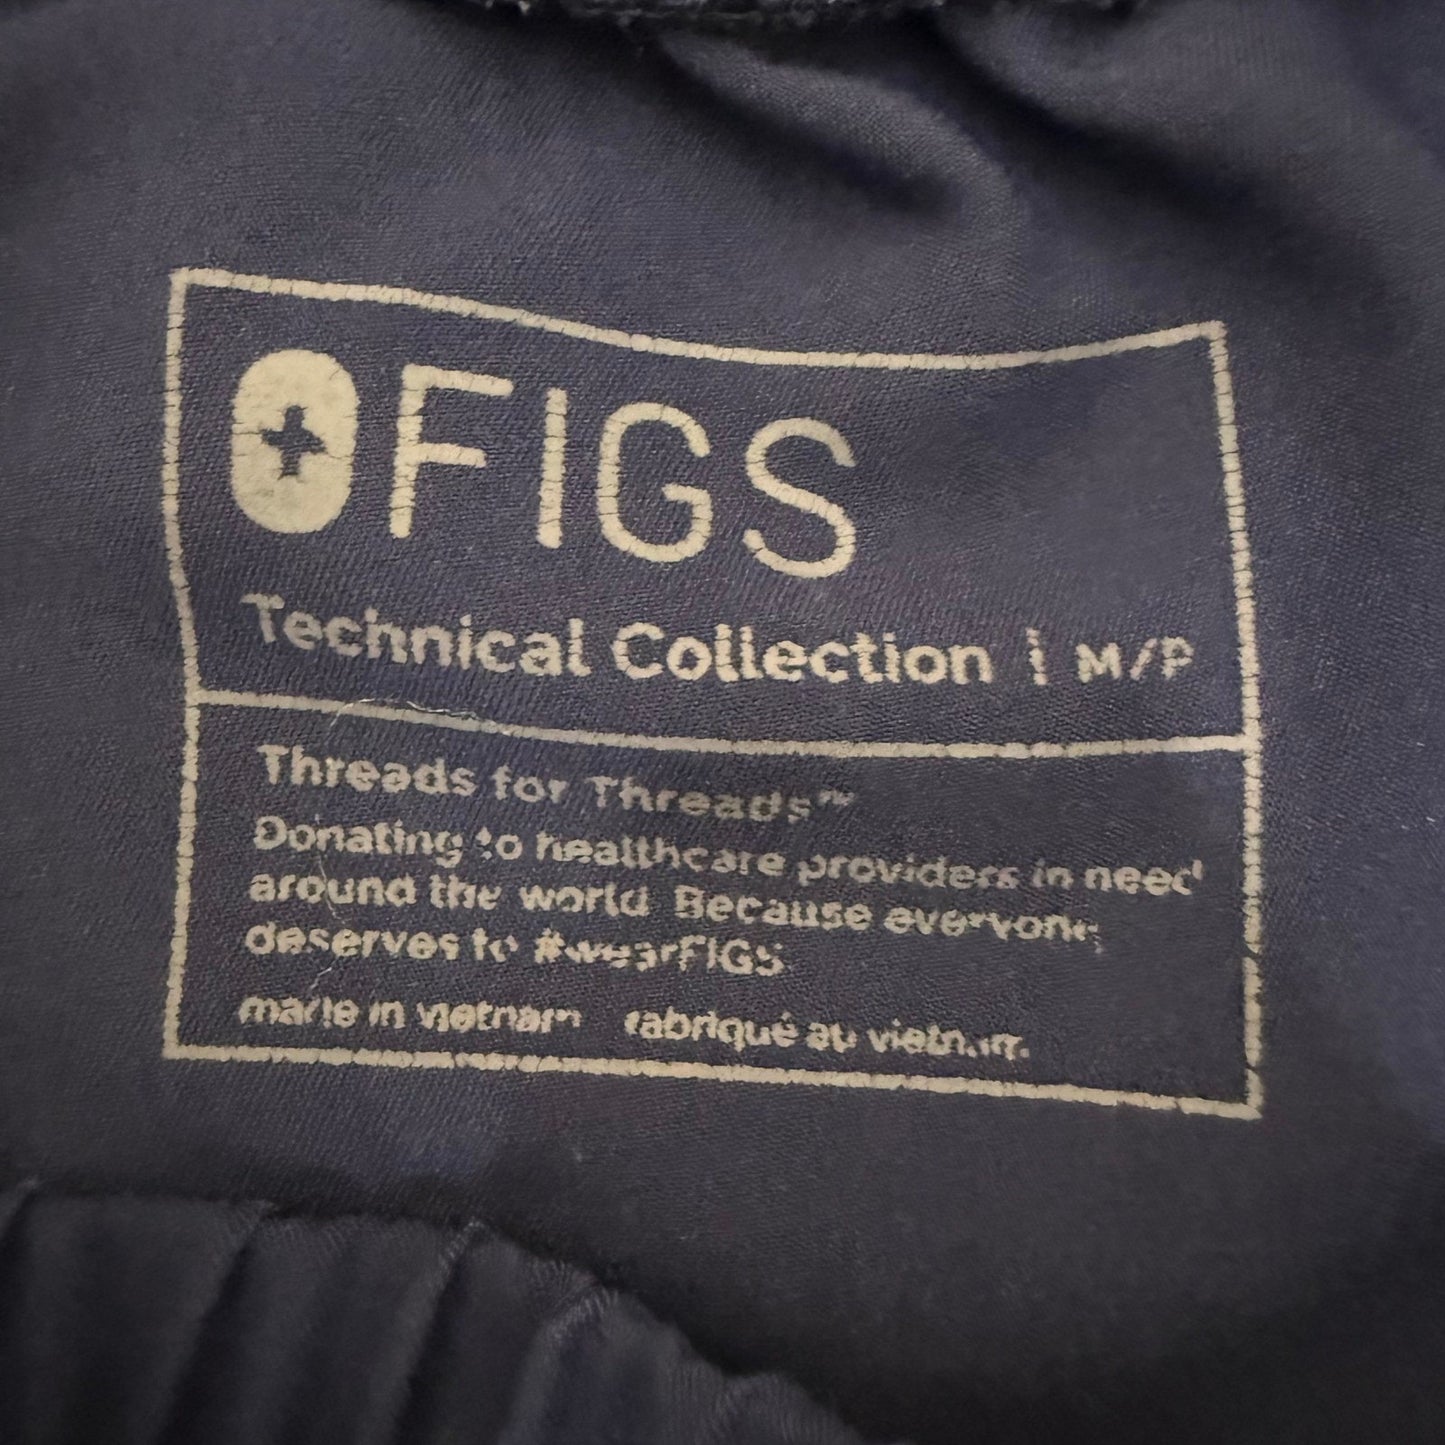 FIGS
Technical Collection | M/P
Threads for Threads™
Donating to healthcare providers in need
around the world. Because everyone
deserves to #wearFIGS
made in vietnam fabriqué au vietnam